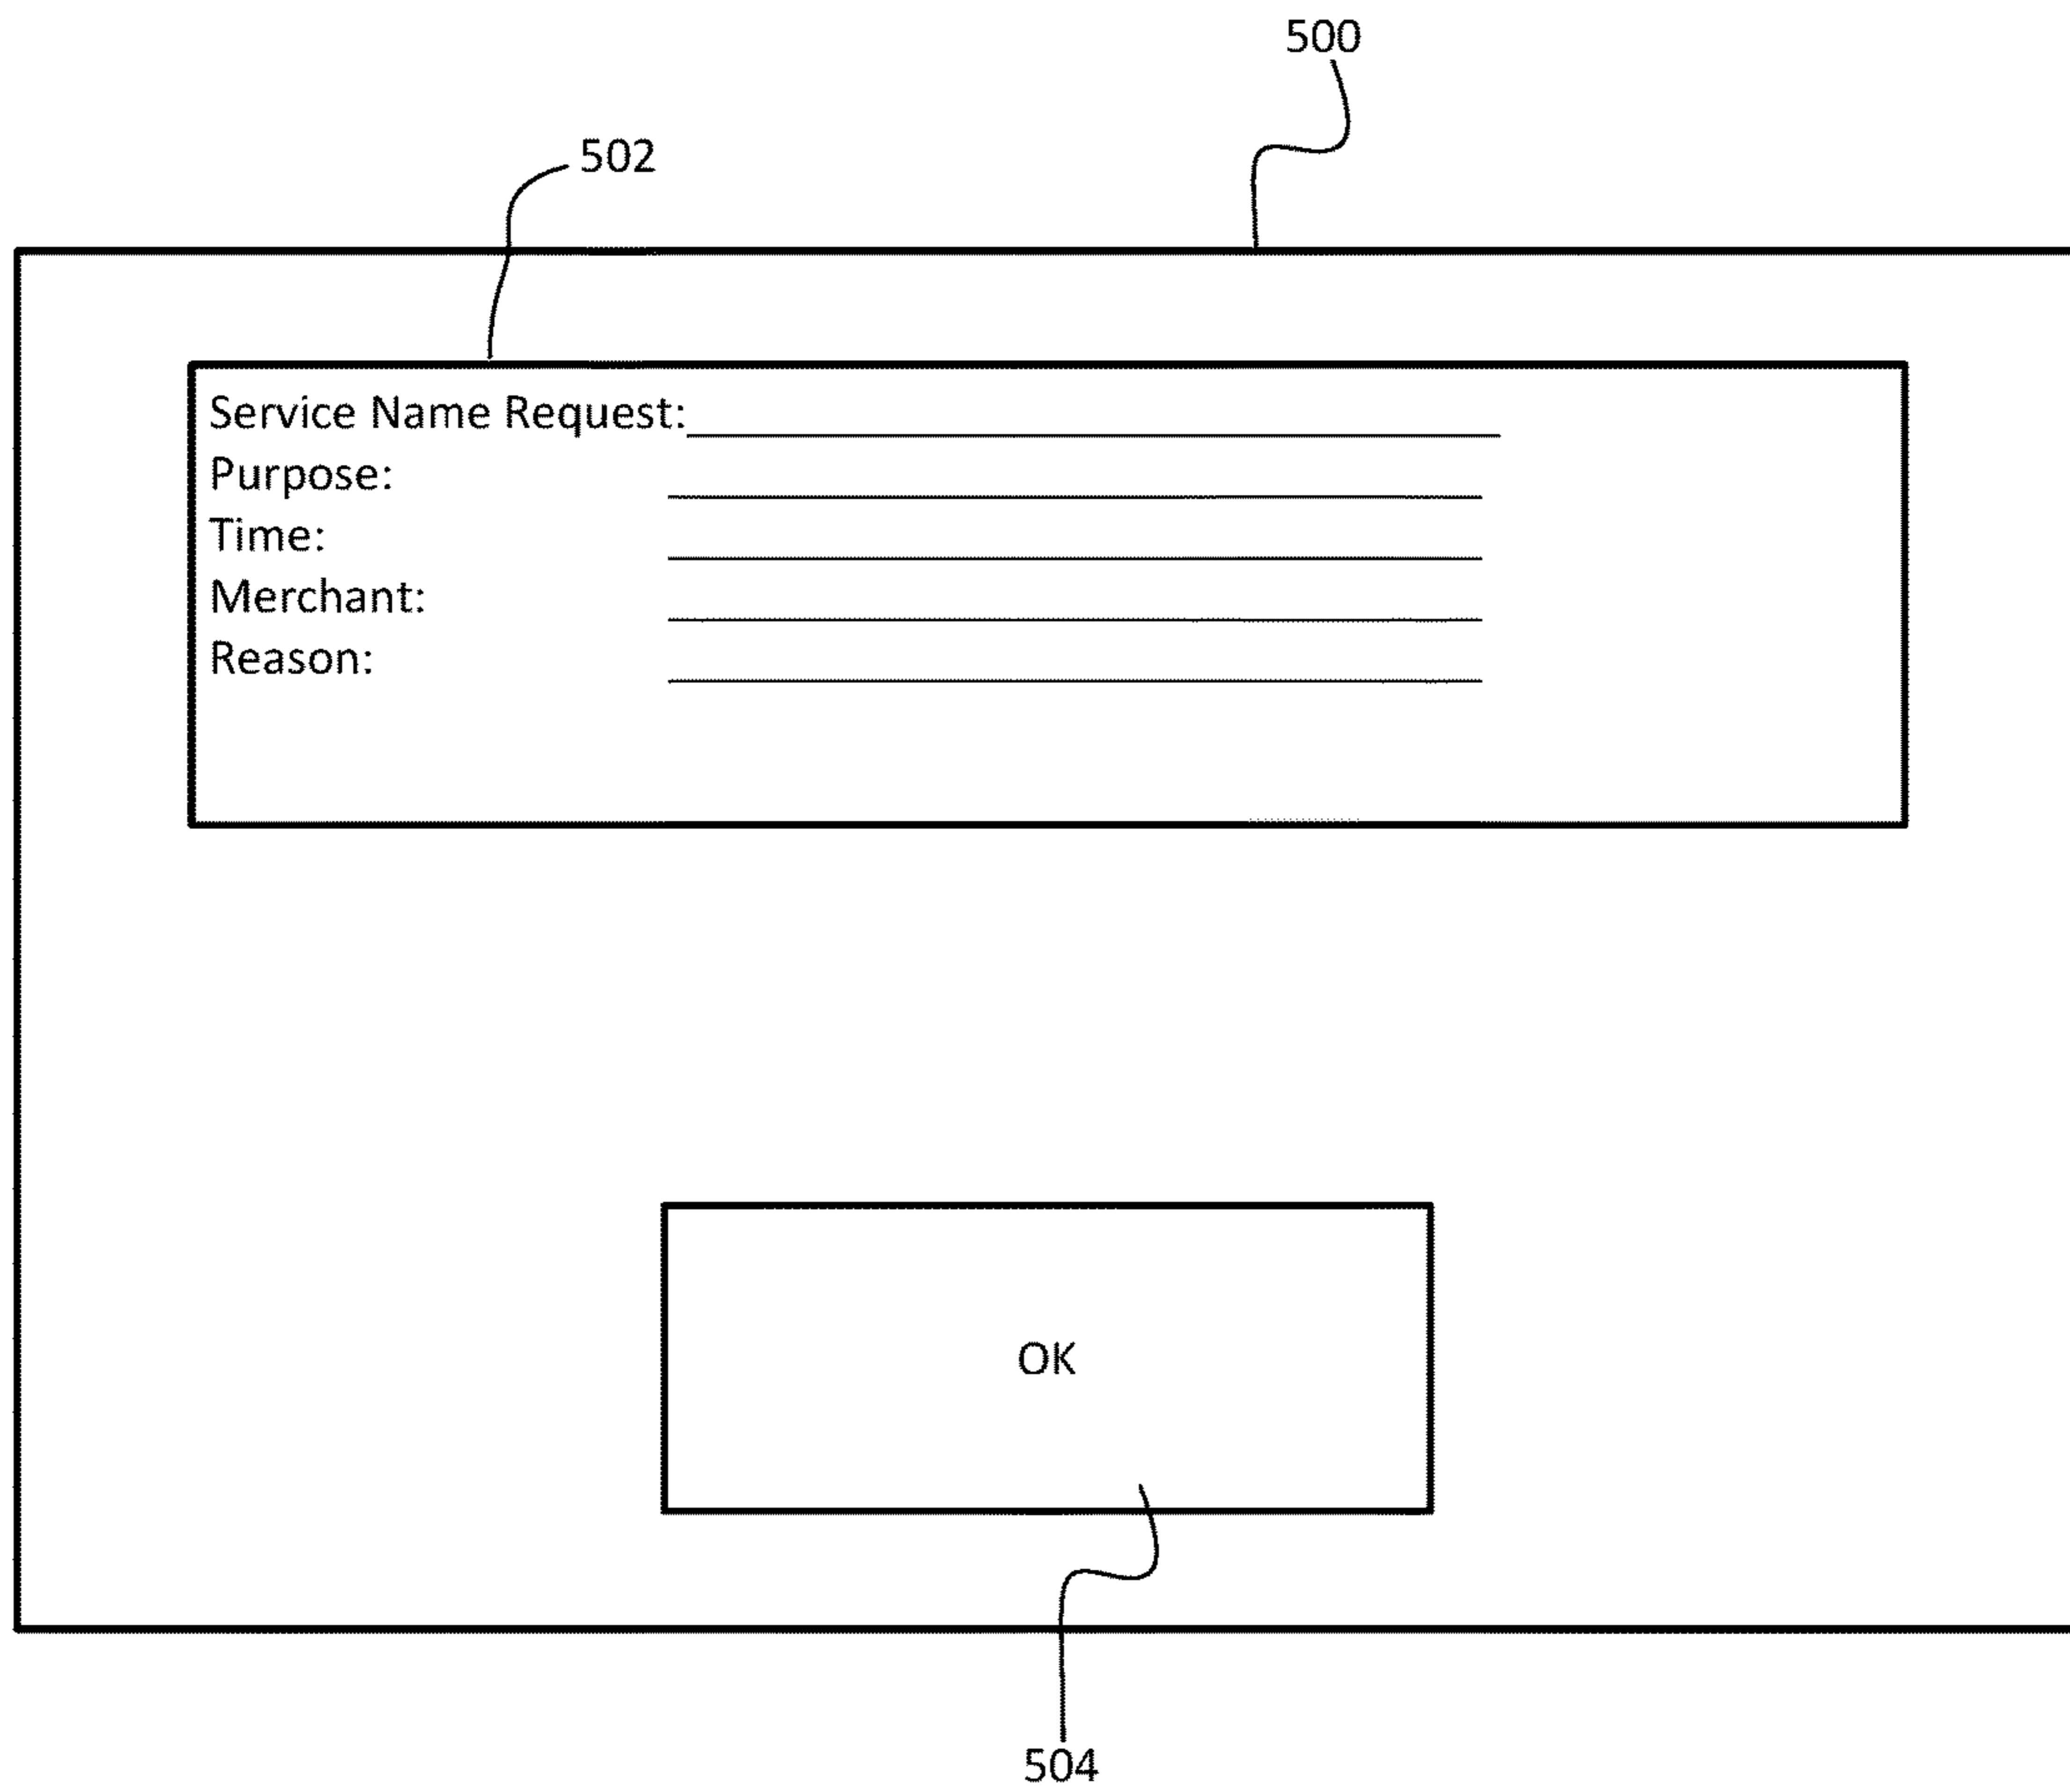 500
502
Service Name Request:
Purpose:
Time:
Merchant:
Reason:
OK
504